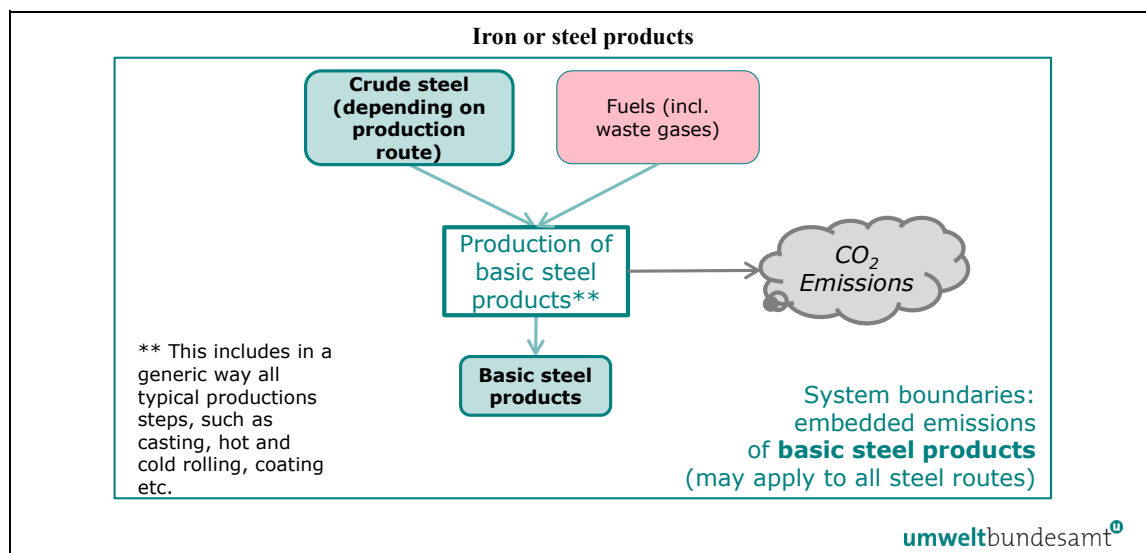 Iron or steel products
Crude steel
(depending on
production
route)
Fuels (incl.
waste gases)
Production of
basic steel
products**
CO₂
Emissions
Basic steel
products
** This includes in a
generic way all
typical productions
steps, such as
casting, hot and
cold rolling, coating
etc.
System boundaries:
embedded emissions
of basic steel products
(may apply to all steel routes)
umweltbundesamt
u